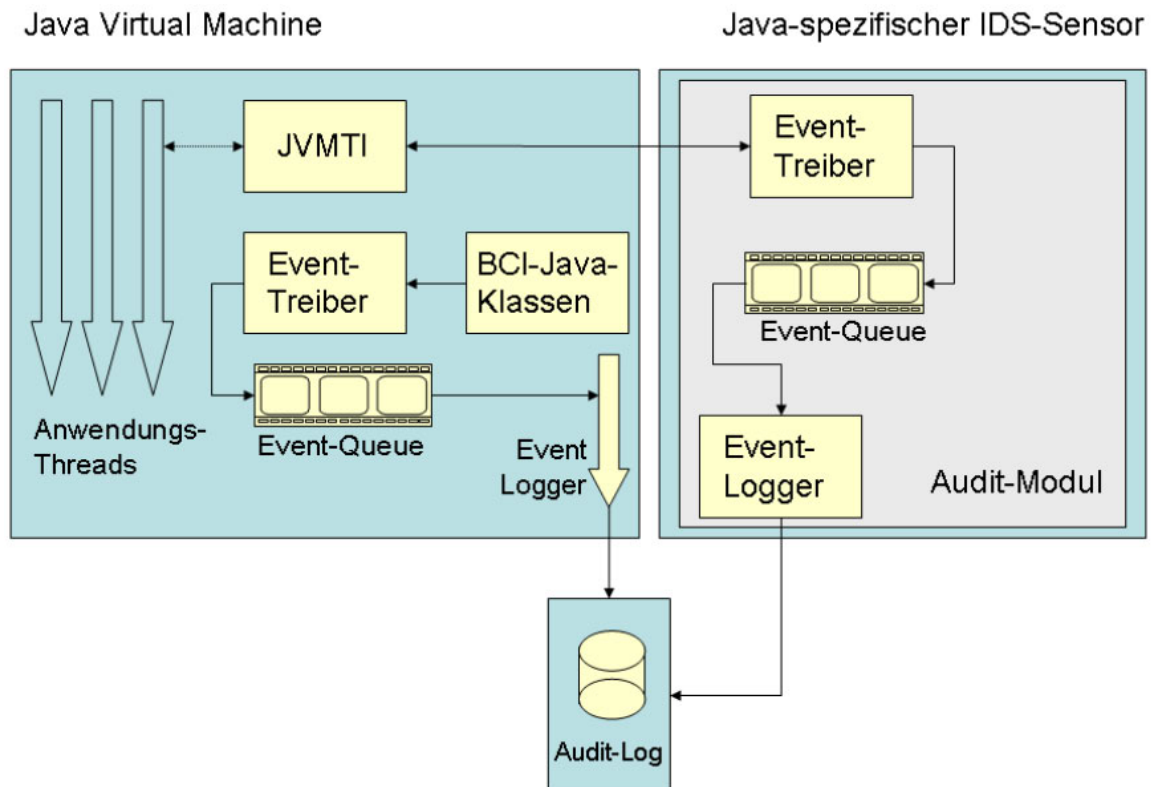 Java Virtual Machine
Java-spezifischer IDS-Sensor
JVMTI
Event-
Treiber
Event-
Treiber
BCI-Java-
Klassen
Event-Queue
Anwendungs-
Threads
Event-Queue
Event
Logger
Event-
Logger
Audit-Modul
Audit-Log